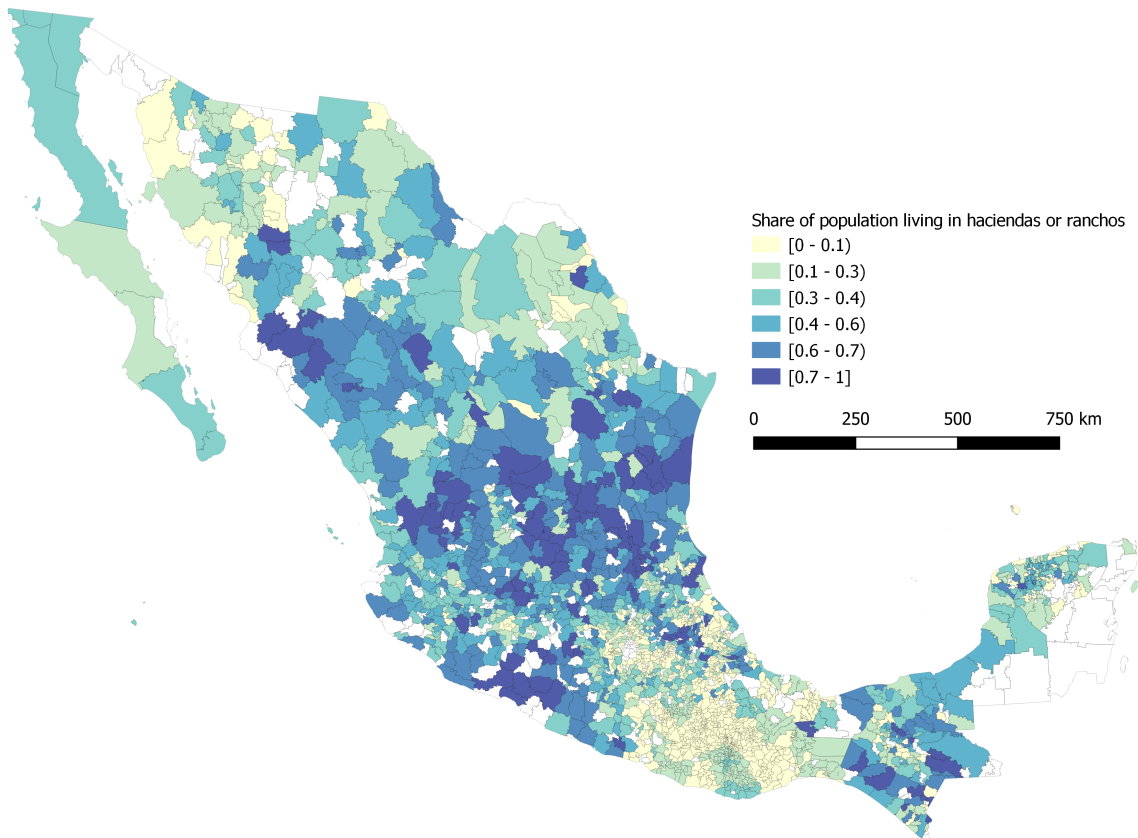 Share of population living in haciendas or ranchos
[0 - 0.1)
[0.1 - 0.3)
[0.3 - 0.4)
[0.4 - 0.6)
[0.6 - 0.7)
[0.7 - 1]
0 250 500 750 km